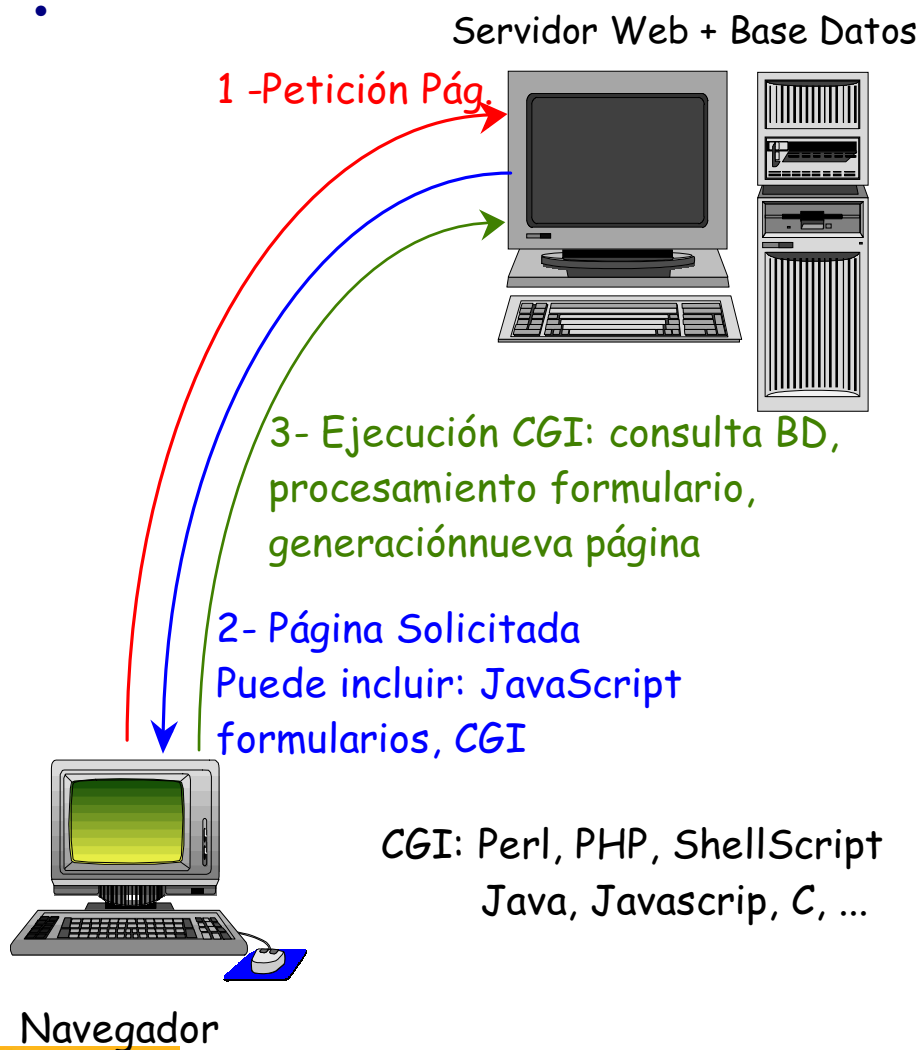 Servidor Web + Base Datos
1 -Petición Pág.
3- Ejecución CGI: consulta BD,
procesamiento formulario,
generaciónnueva página
2- Página Solicitada
Puede incluir: JavaScript
formularios, CGI
CGI: Perl, PHP, ShellScript
Java, Javascrip, C, ...
Navegador